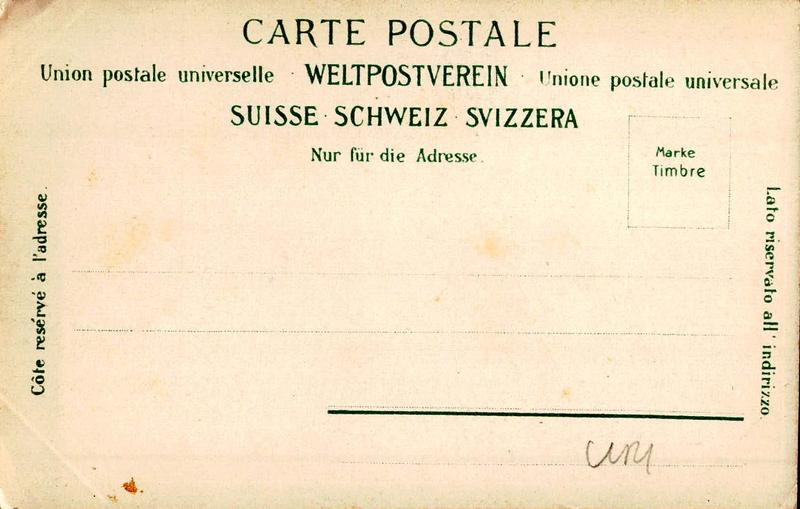 CARTE POSTALE
Union postale universelle · WELTPOSTVEREIN · Unione postale universale
SUISSE · SCHWEIZ · SVIZZERA
Nur für die Adresse.
Marke
Timbre
Côte resérvé à l'adresse.
Lato riservato all' indirizzo.